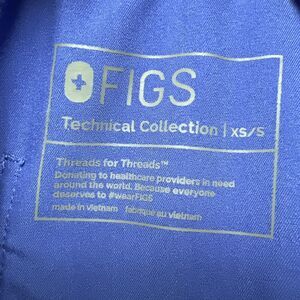 FIGS
Technical Collection | XS/S
Threads for Threads™
Donating to healthcare providers in need
around the world. Because everyone
deserves to #wearFIGS
made in vietnam fabriqué au vietnam